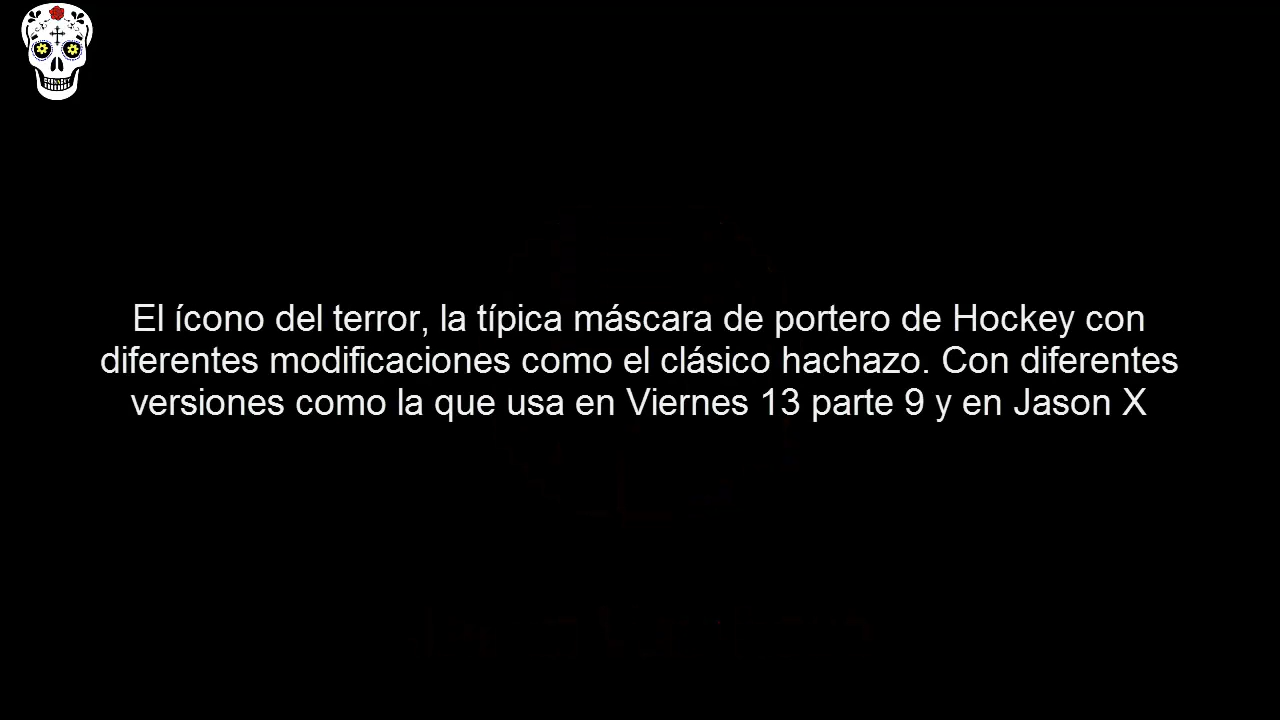 El ícono del terror, la típica máscara de portero de Hockey con
diferentes modificaciones como el clásico hachazo. Con diferentes
versiones como la que usa en Viernes 13 parte 9 y en Jason X